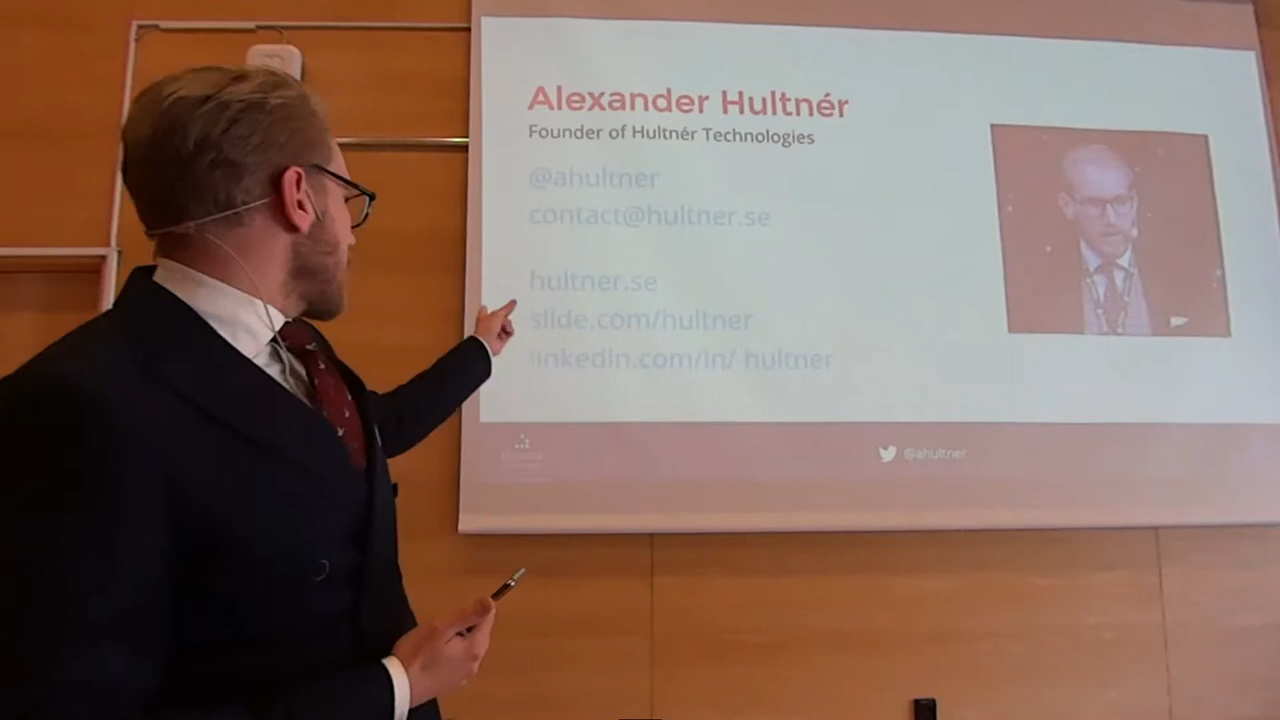 Alexander Hultnér
Founder of Hultnér Technologies
@ahultner
contact@hultner.se
hultner.se
slide.com/hultner
linkedin.com/in/ hultner
@ahultner